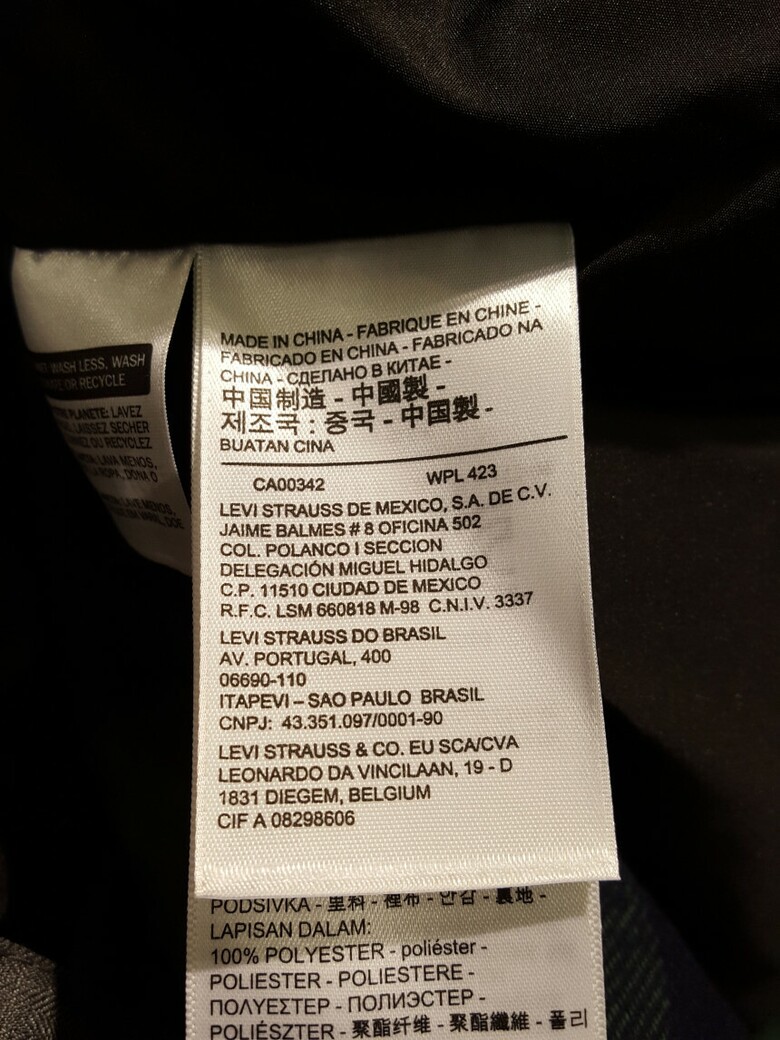 WASH LESS, WASH
OR RECYCLE
PLANETE: LAVEZ
LAISSEZ SECHER
OU RECYCLEZ
LAVA MENOS,
ROPA, DONA O
LAVE MENOS,
MADE IN CHINA - FABRIQUE EN CHINE -
FABRICADO EN CHINA - FABRICADO NA
CHINA - СДЕЛАНО В КИТАЕ -
中国制造 - 中國製 -
제조국 : 중국 - 中国製 -
BUATAN CINA
CA00342 WPL 423
LEVI STRAUSS DE MEXICO, S.A. DE C.V.
JAIME BALMES # 8 OFICINA 502
COL. POLANCO I SECCION
DELEGACIÓN MIGUEL HIDALGO
C.P. 11510 CIUDAD DE MEXICO
R.F.C. LSM 660818 M-98 C.N.I.V. 3337
LEVI STRAUSS DO BRASIL
AV. PORTUGAL, 400
06690-110
ITAPEVI – SAO PAULO BRASIL
CNPJ: 43.351.097/0001-90
LEVI STRAUSS & CO. EU SCA/CVA
LEONARDO DA VINCILAAN, 19 - D
1831 DIEGEM, BELGIUM
CIF A 08298606
PODSIVKA - 里料 - 裡布 - 안감 - 裏地 -
LAPISAN DALAM:
100% POLYESTER - poliéster -
POLIESTER - POLIESTERE -
ΠΟΛΥΕΣΤΕΡ - ПОЛИЭСТЕР -
POLIÉSZTER - 聚酯纤维 - 聚酯纖維 - 폴리